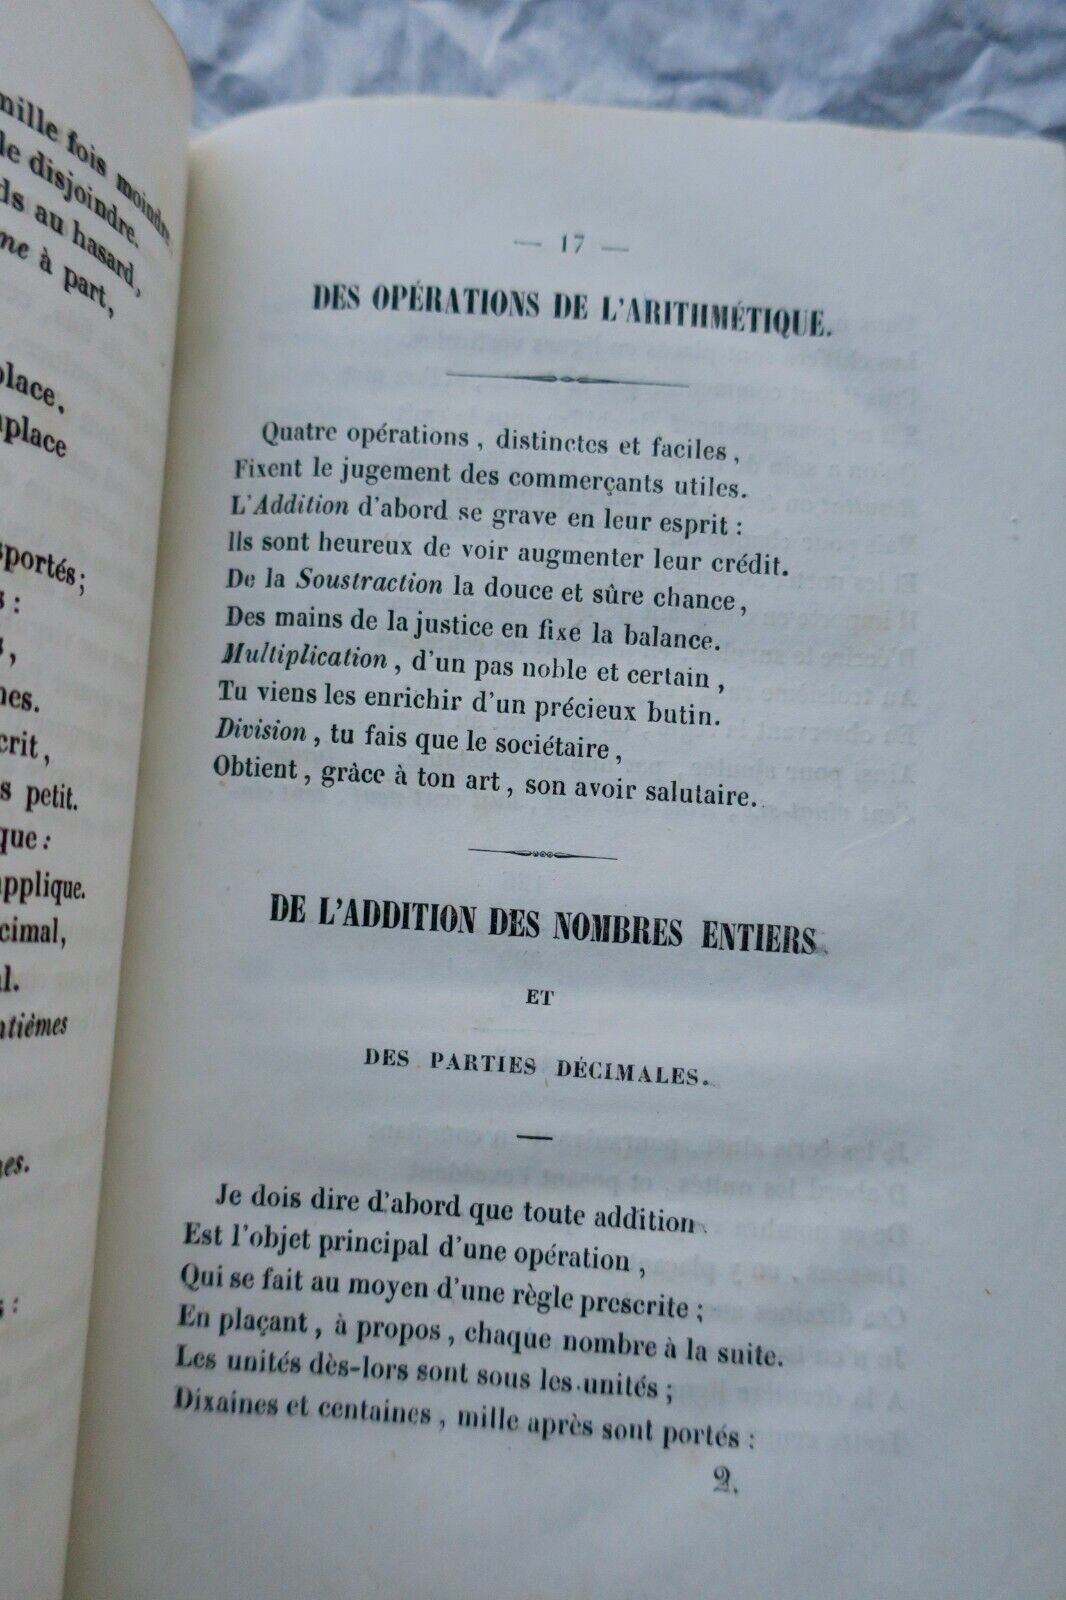 mille fois moindre.
disjoindre.
au hasard,
à part,
place.
sportés;
crit,
petit.
que:
applique.
cimal,
— 17 —
DES OPÉRATIONS DE L'ARITHMÉTIQUE.
Quatre opérations, distinctes et faciles,
Fixent le jugement des commerçants utiles.
L'Addition d'abord se grave en leur esprit :
Ils sont heureux de voir augmenter leur crédit.
De la Soustraction la douce et sûre chance,
Des mains de la justice en fixe la balance.
Multiplication, d'un pas noble et certain,
Tu viens les enrichir d'un précieux butin.
Division, tu fais que le sociétaire,
Obtient, grâce à ton art, son avoir salutaire.
DE L'ADDITION DES NOMBRES ENTIERS
ET
DES PARTIES DÉCIMALES.
Je dois dire d'abord que toute addition
Est l'objet principal d'une opération,
Qui se fait au moyen d'une règle prescrite ;
En plaçant, à propos, chaque nombre à la suite.
Les unités dès-lors sont sous les unités ;
Dixaines et centaines, mille après sont portés :
2.